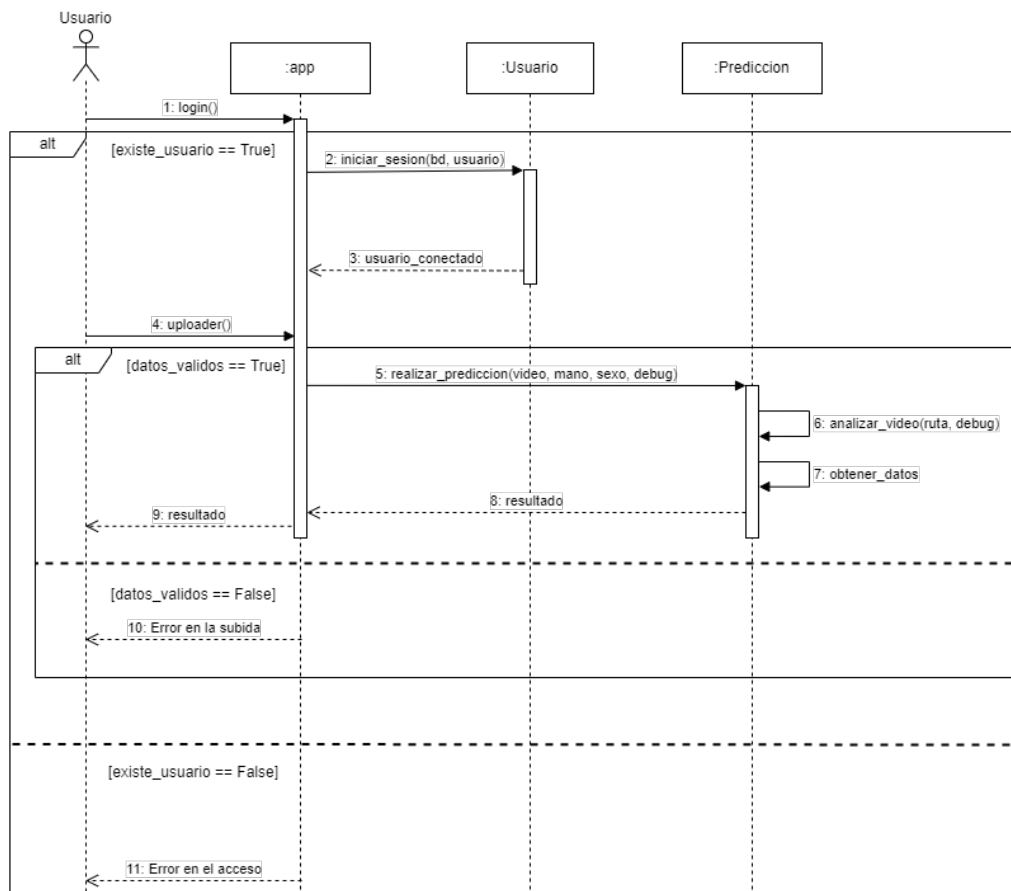 Usuario
:app
:Usuario
:Prediccion
1: login()
alt
[existe_usuario == True]
2: iniciar_sesion(bd, usuario)
3: usuario_conectado
4: uploader()
alt
[datos_validos == True]
5: realizar_prediccion(video, mano, sexo, debug)
6: analizar_video(ruta, debug)
7: obtener_datos
8: resultado
9: resultado
[datos_validos == False]
10: Error en la subida
[existe_usuario == False]
11: Error en el acceso